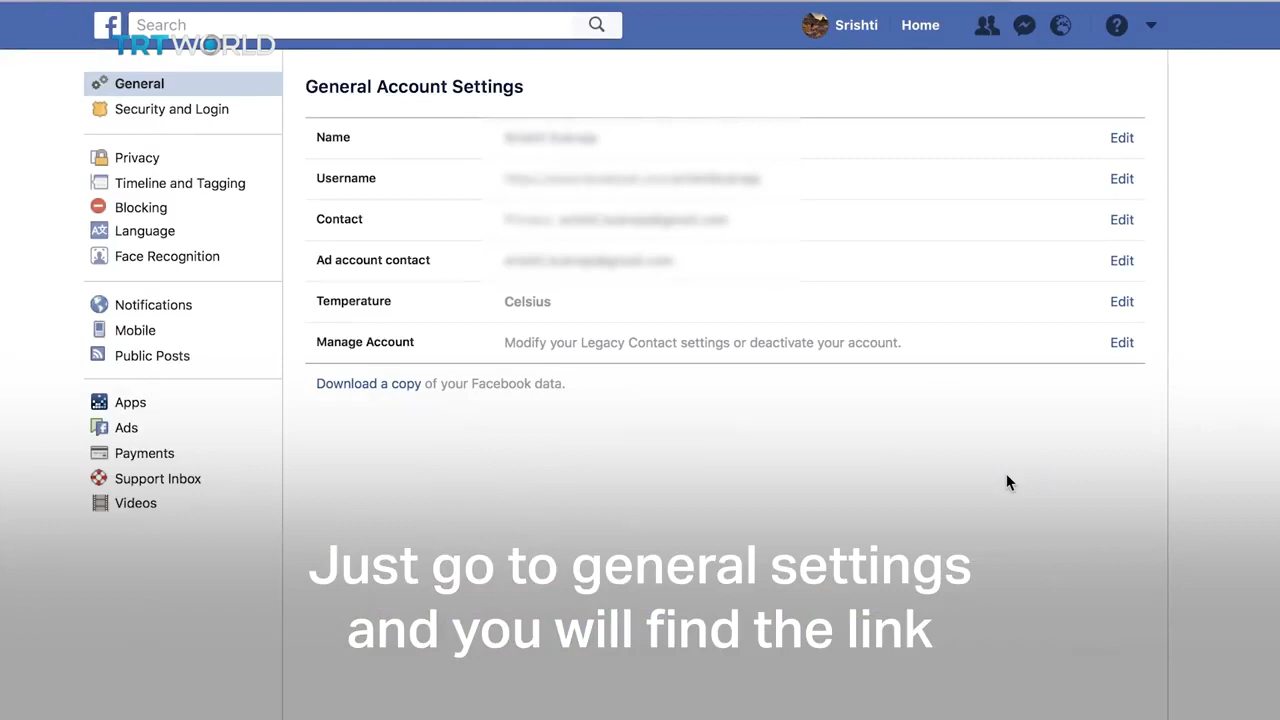 Search
Srishti
Home
TRTWORLD
General
Security and Login
Privacy
Timeline and Tagging
Blocking
Language
Face Recognition
Notifications
Mobile
Public Posts
Apps
Ads
Payments
Support Inbox
Videos
General Account Settings
Name Edit
Username Edit
Contact Edit
Ad account contact Edit
Temperature Celsius Edit
Manage Account Modify your Legacy Contact settings or deactivate your account. Edit
Download a copy of your Facebook data.
Just go to general settings
and you will find the link